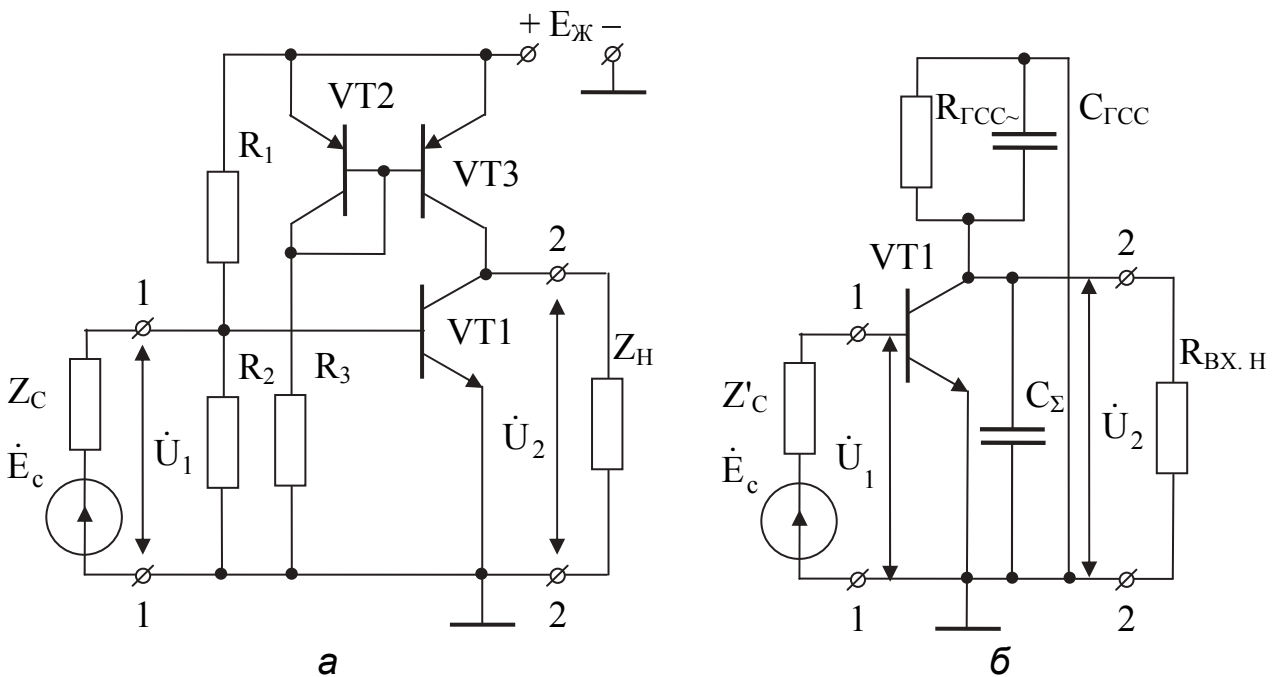 + EЖ –
VT2
R1
VT3
2
1
VT1
ZC
R2
R3
ZН
U̇1
U̇2
Ėc
1
2
а
RГСС~
CГСС
VT1
2
1
Z'C
CΣ
RВХ. Н
U̇1
U̇2
Ėc
1
2
б